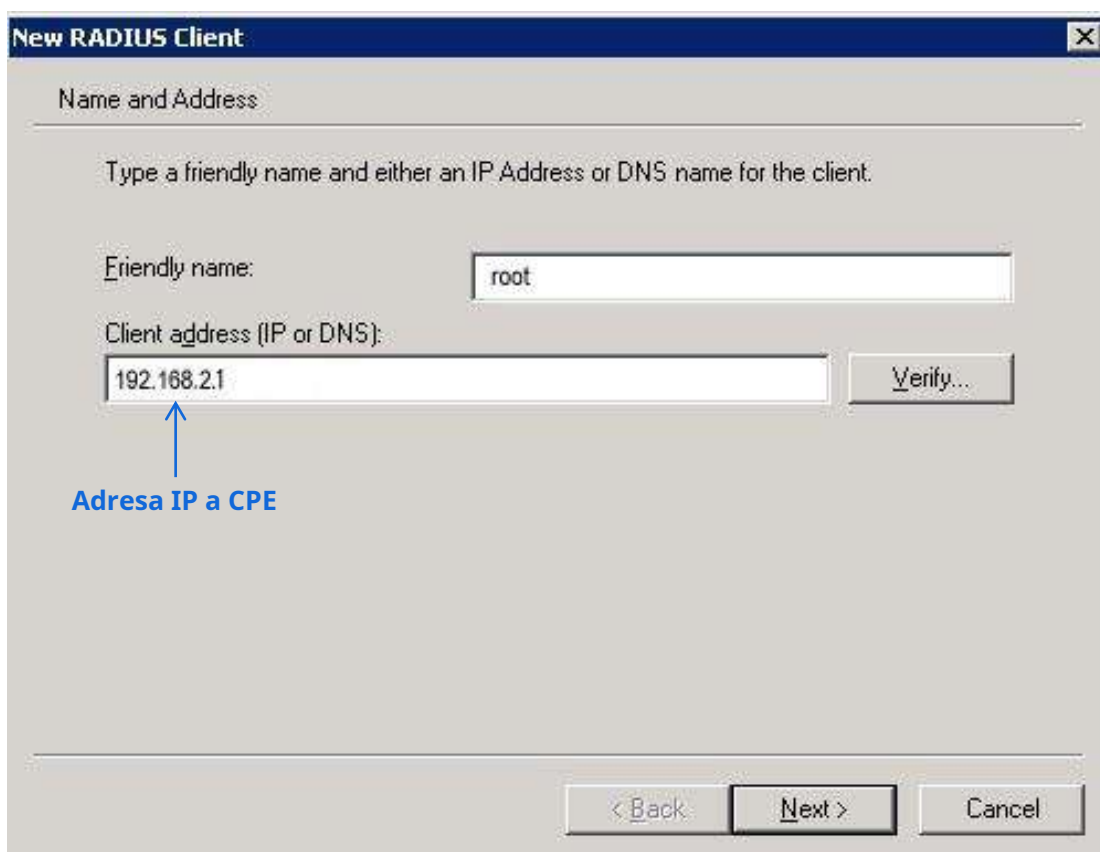 New RADIUS Client
Name and Address
Type a friendly name and either an IP Address or DNS name for the client.
Friendly name:
root
Client address (IP or DNS):
192.168.2.1
Verify...
Adresa IP a CPE
< Back
Next >
Cancel